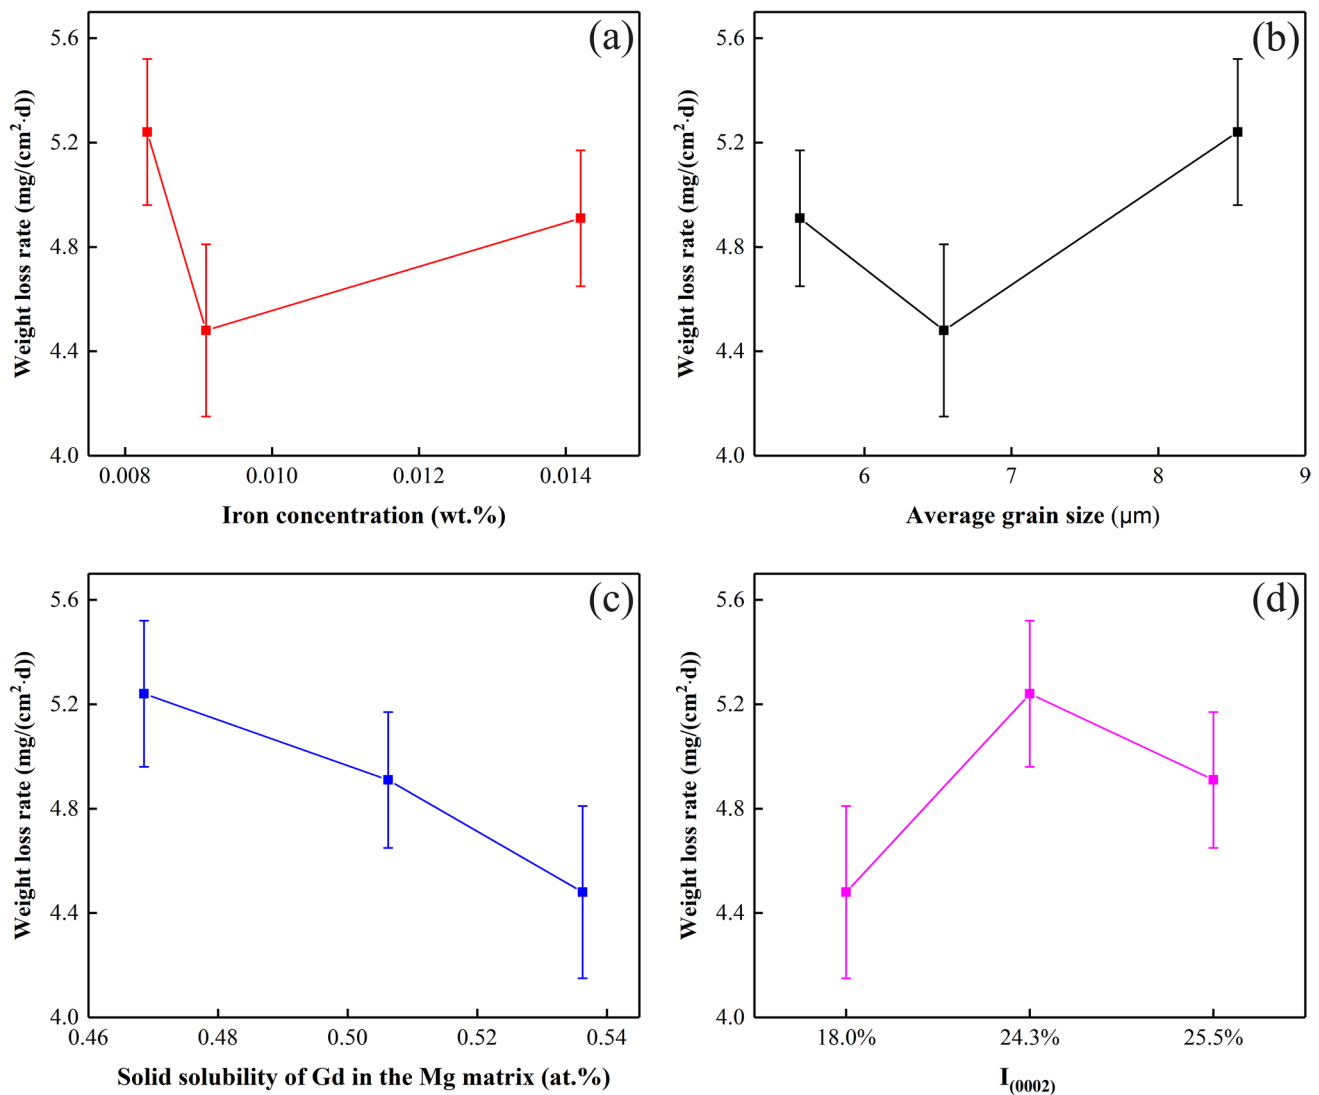 (a)
5.6
5.2
4.8
4.4
4.0
Weight loss rate (mg/(cm²·d))
0.008 0.010 0.012 0.014
Iron concentration (wt.%)
(b)
5.6
5.2
4.8
4.4
4.0
Weight loss rate (mg/(cm²·d))
6 7 8 9
Average grain size (μm)
(c)
5.6
5.2
4.8
4.4
4.0
Weight loss rate (mg/(cm²·d))
0.46 0.48 0.50 0.52 0.54
Solid solubility of Gd in the Mg matrix (at.%)
(d)
5.6
5.2
4.8
4.4
4.0
Weight loss rate (mg/(cm²·d))
18.0% 24.3% 25.5%
I(0002)